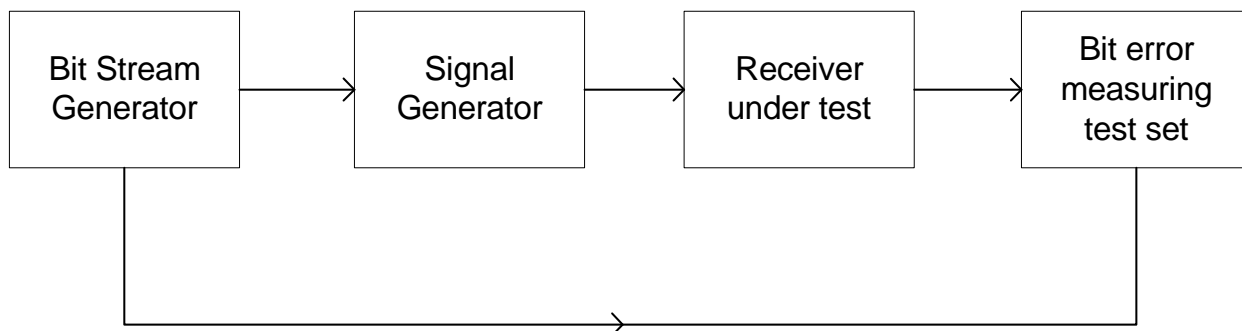 Bit Stream
Generator
Signal
Generator
Receiver
under test
Bit error
measuring
test set